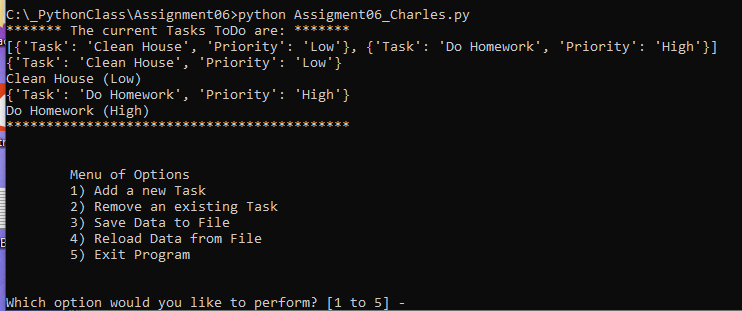 C:\_PythonClass\Assignment06>python Assigment06_Charles.py
******* The current Tasks ToDo are: *******
[{'Task': 'Clean House', 'Priority': 'Low'}, {'Task': 'Do Homework', 'Priority': 'High'}]
{'Task': 'Clean House', 'Priority': 'Low'}
Clean House (Low)
{'Task': 'Do Homework', 'Priority': 'High'}
Do Homework (High)
*******************************************
Menu of Options
1) Add a new Task
2) Remove an existing Task
3) Save Data to File
4) Reload Data from File
5) Exit Program
Which option would you like to perform? [1 to 5] -